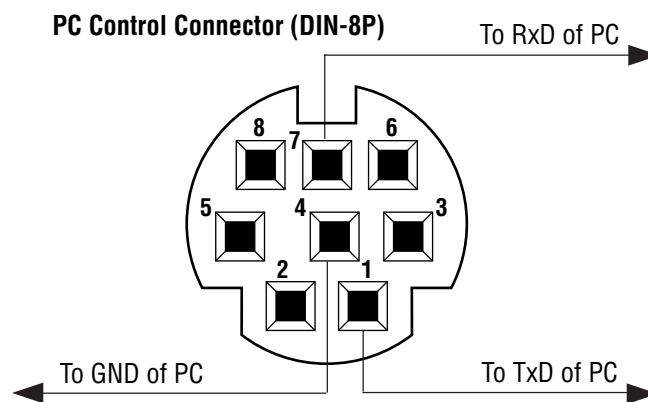 PC Control Connector (DIN-8P)
To RxD of PC
8
7
6
5
4
3
2
1
To GND of PC
To TxD of PC